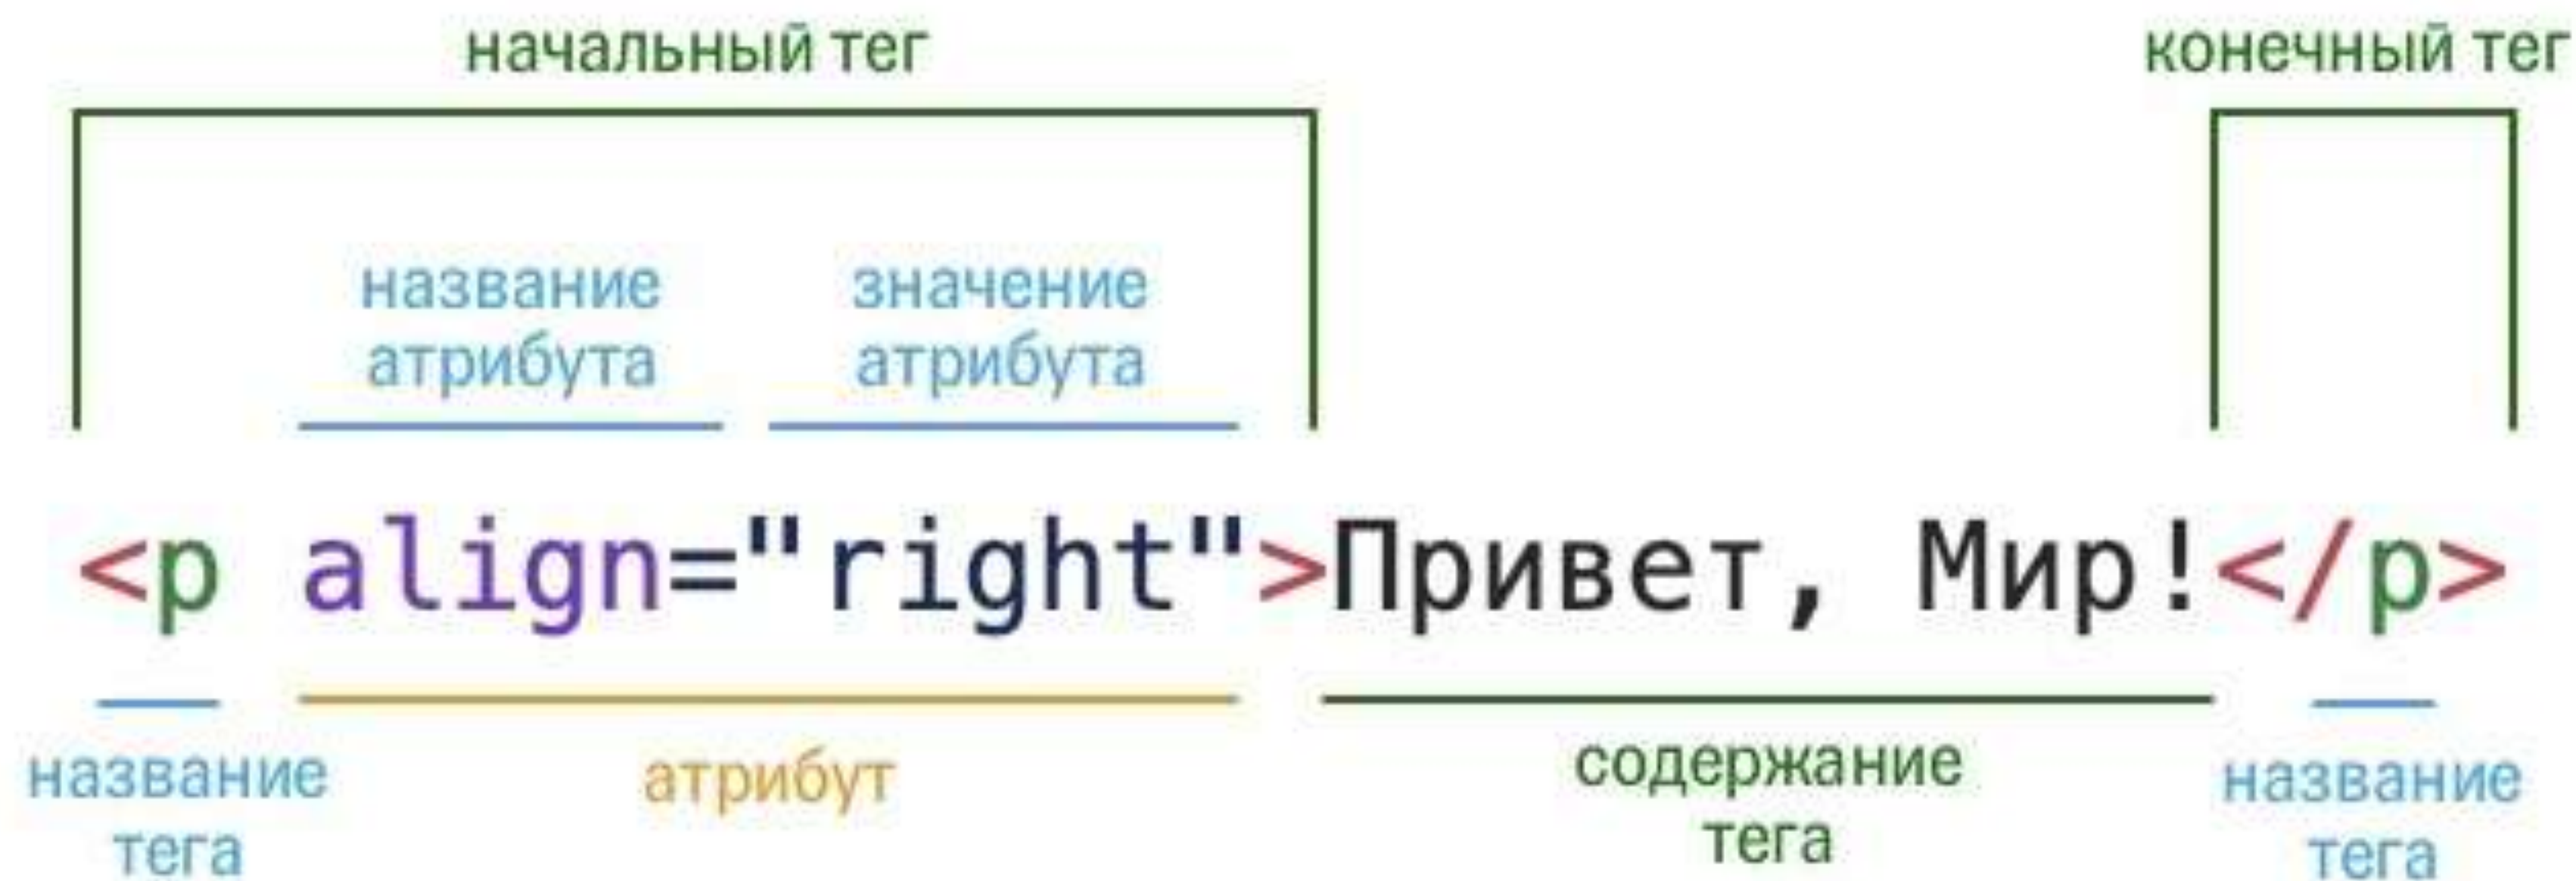 начальный тег
конечный тег
название
атрибута
значение
атрибута
<p align="right">Привет, Мир!</p>
название
тега
атрибут
содержание
тега
название
тега